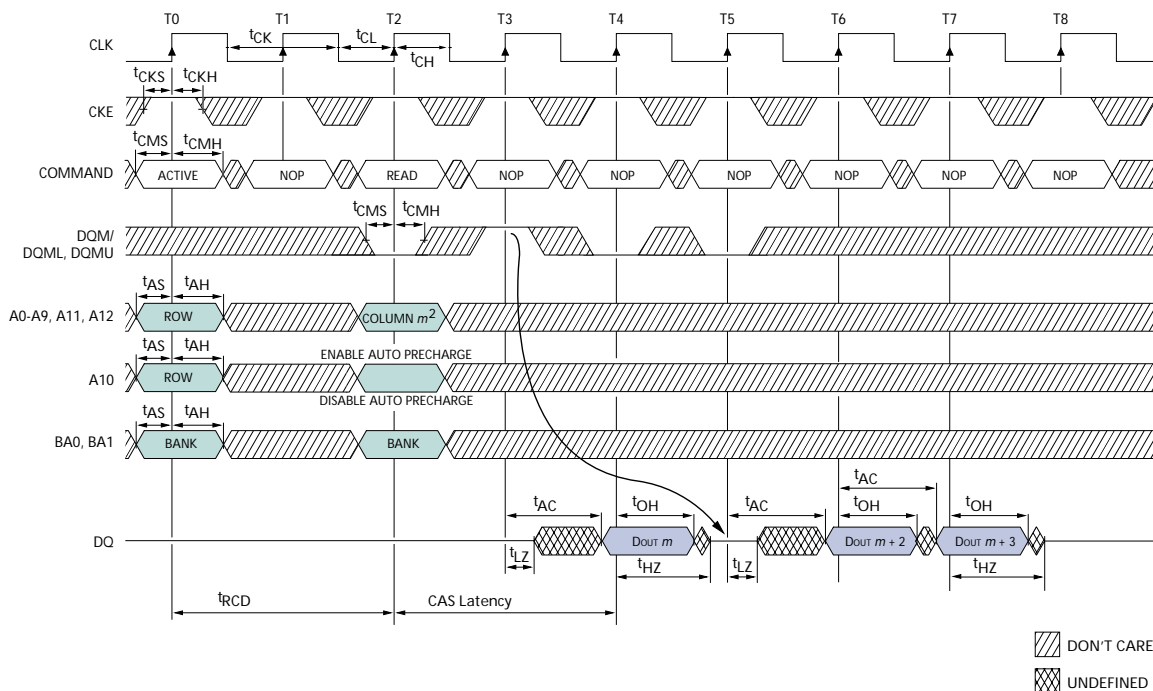 T0 T1 T2 T3 T4 T5 T6 T7 T8
CLK
tCK tCL
tCH
tCKS tCKH
CKE
tCMS tCMH
COMMAND ACTIVE NOP READ NOP NOP NOP NOP NOP NOP
tCMS tCMH
DQM/
DQML, DQMU
tAS tAH
A0-A9, A11, A12 ROW COLUMN m2
tAS tAH ENABLE AUTO PRECHARGE
A10 ROW
DISABLE AUTO PRECHARGE
tAS tAH
BA0, BA1 BANK BANK
tAC
tAC tOH tAC tOH tOH
DQ DOUT m DOUT m + 2 DOUT m + 3
tLZ tHZ tLZ tHZ
tRCD CAS Latency
DON'T CARE
UNDEFINED